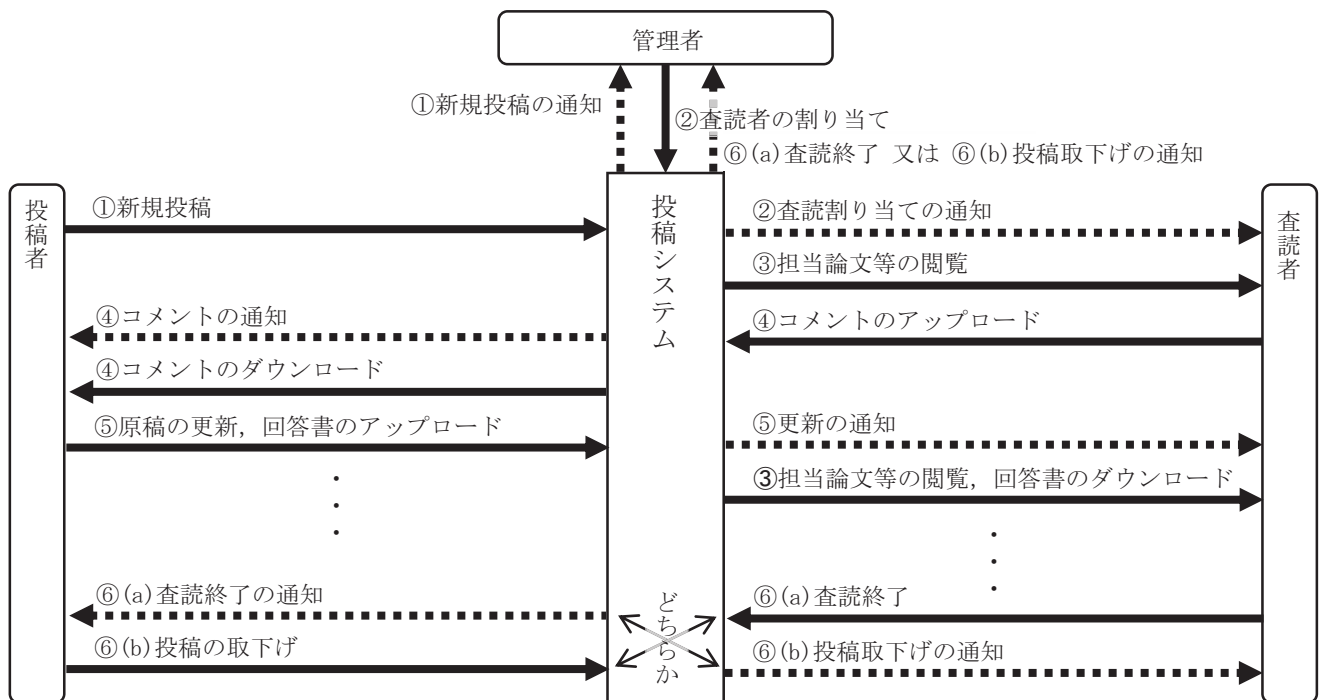 管理者
①新規投稿の通知
②査読者の割り当て
⑥(a)査読終了 又は ⑥(b)投稿取下げの通知
投稿者
①新規投稿
投稿システム
②査読割り当ての通知
査読者
③担当論文等の閲覧
④コメントの通知
④コメントのアップロード
④コメントのダウンロード
⑤原稿の更新，回答書のアップロード
⑤更新の通知
③担当論文等の閲覧，回答書のダウンロード
⑥(a)査読終了の通知
どちらか
⑥(a)査読終了
⑥(b)投稿の取下げ
⑥(b)投稿取下げの通知